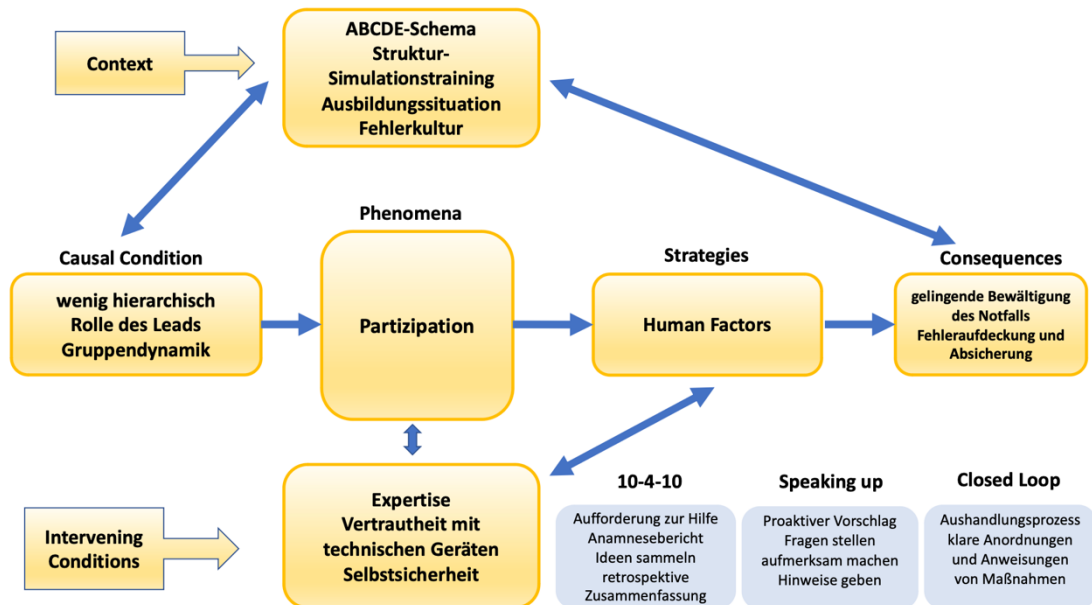 Context
ABCDE-Schema
Struktur-
Simulationstraining
Ausbildungssituation
Fehlerkultur
Phenomena
Causal Condition
Strategies
Consequences
wenig hierarchisch
Rolle des Leads
Gruppendynamik
Partizipation
Human Factors
gelingende Bewältigung
des Notfalls
Fehleraufdeckung und
Absicherung
Intervening
Conditions
Expertise
Vertrautheit mit
technischen Geräten
Selbstsicherheit
10-4-10
Aufforderung zur Hilfe
Anamnesebericht
Ideen sammeln
retrospektive
Zusammenfassung
Speaking up
Proaktiver Vorschlag
Fragen stellen
aufmerksam machen
Hinweise geben
Closed Loop
Aushandlungsprozess
klare Anordnungen
und Anweisungen
von Maßnahmen